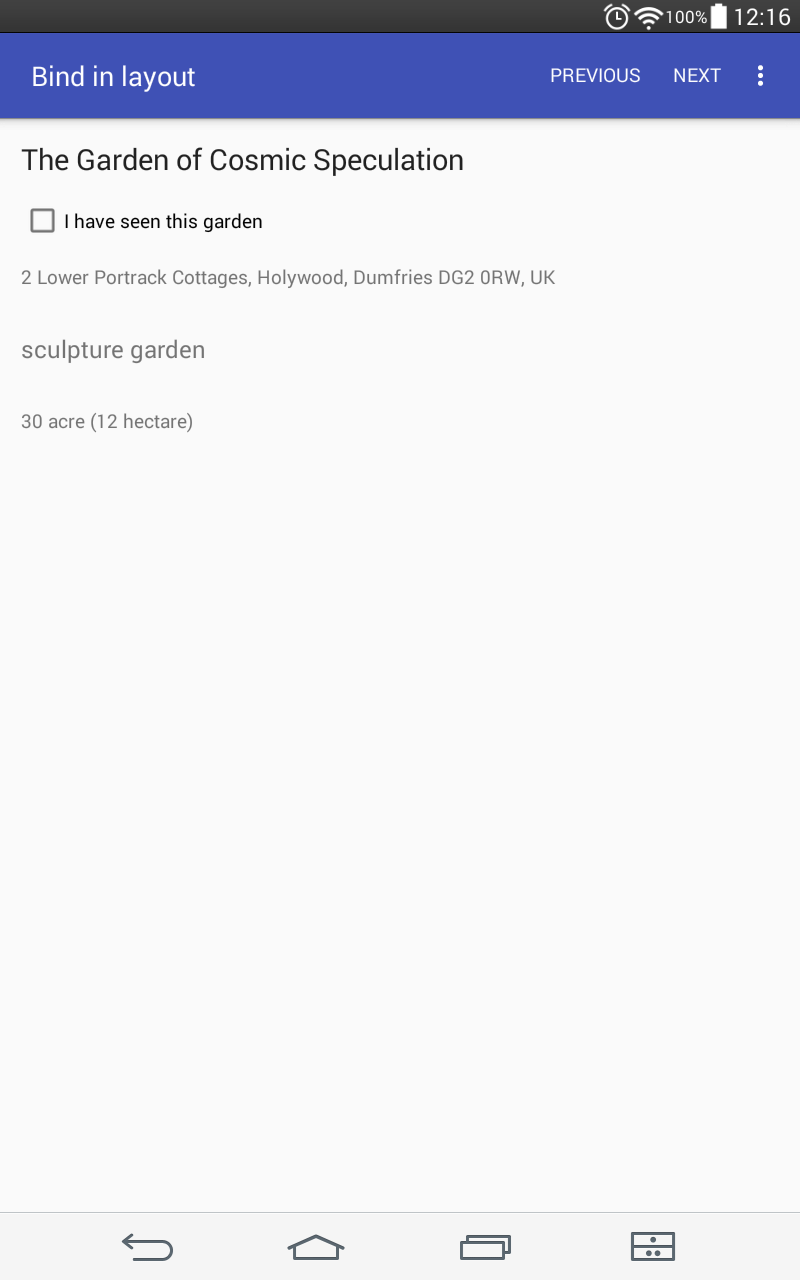 100% 12:16
Bind in layout PREVIOUS NEXT
The Garden of Cosmic Speculation
I have seen this garden
2 Lower Portrack Cottages, Holywood, Dumfries DG2 0RW, UK
sculpture garden
30 acre (12 hectare)